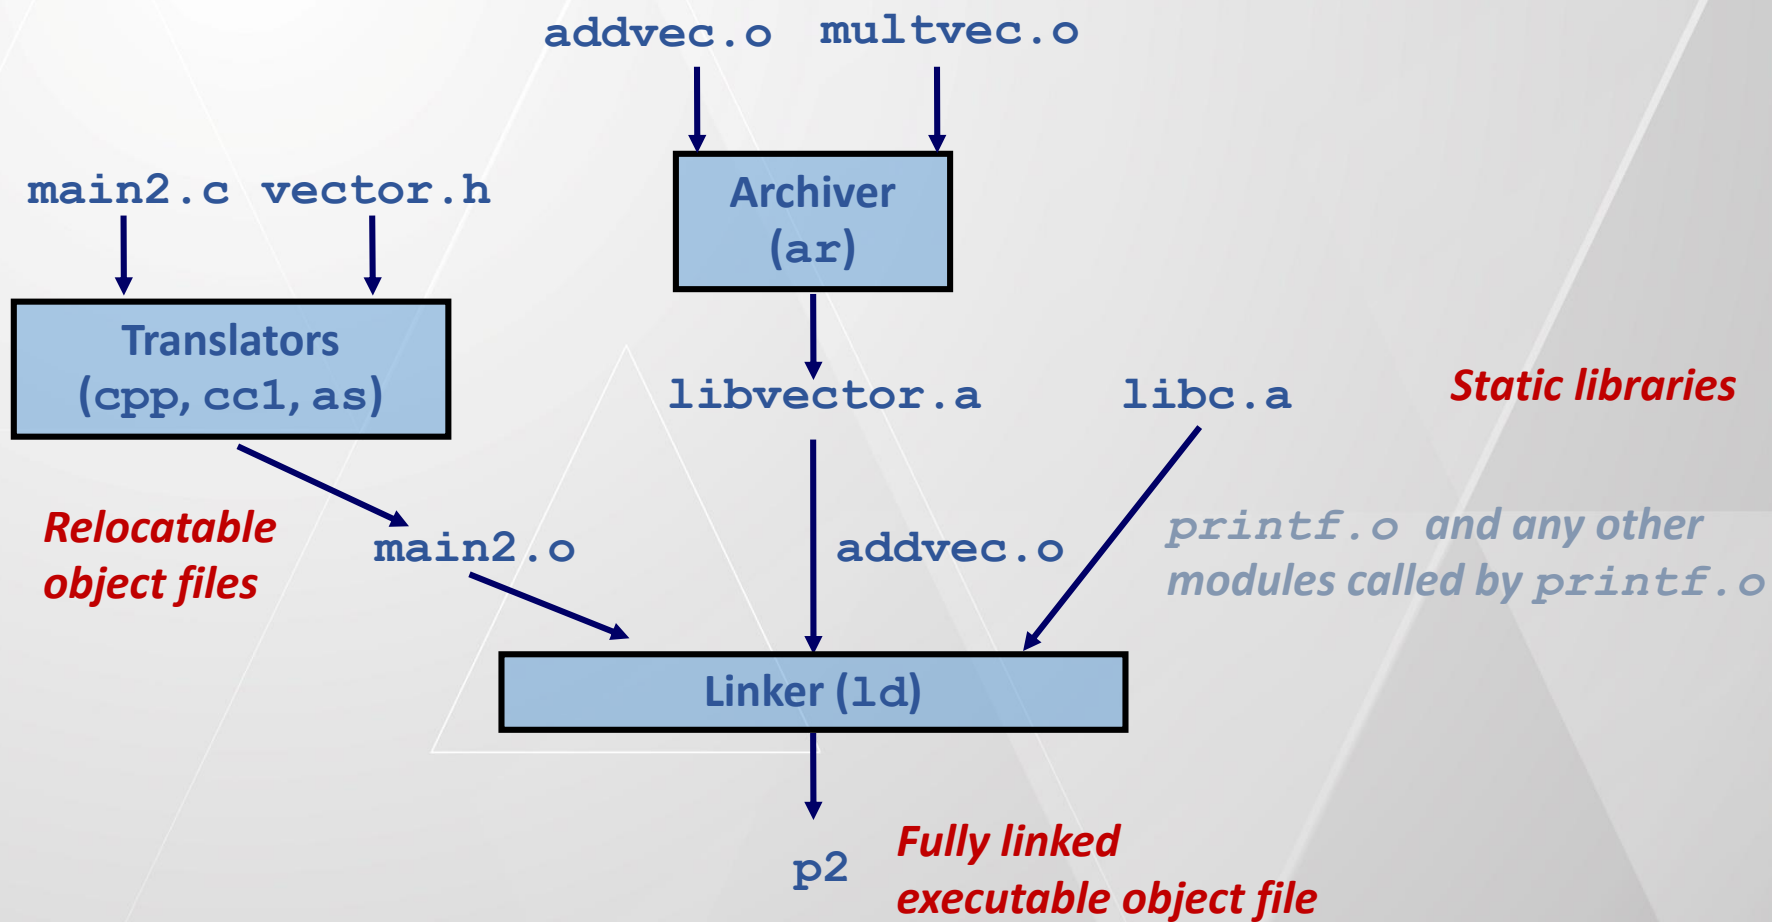 addvec.o multvec.o
main2.c vector.h
Archiver
(ar)
Translators
(cpp, cc1, as)
libvector.a
libc.a
Static libraries
Relocatable
object files
main2.o
addvec.o
printf.o and any other
modules called by printf.o
Linker (ld)
p2
Fully linked
executable object file